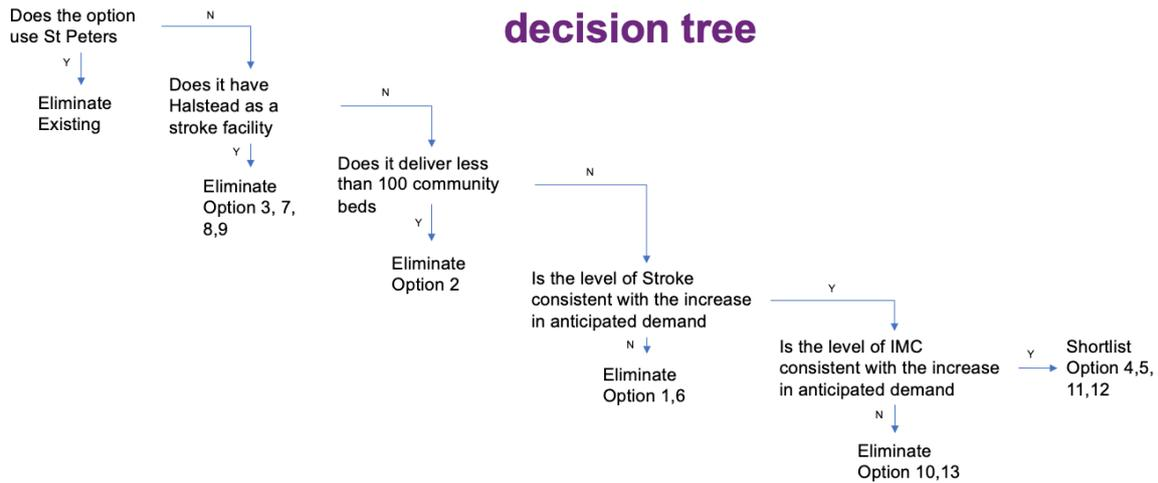 decision tree
Does the option
use St Peters
N
Y
Eliminate
Existing
Does it have
Halstead as a
stroke facility
N
Y
Eliminate
Option 3, 7,
8,9
Does it deliver less
than 100 community
beds
N
Y
Eliminate
Option 2
Is the level of Stroke
consistent with the increase
in anticipated demand
Y
N
Eliminate
Option 1,6
Is the level of IMC
consistent with the increase
in anticipated demand
Y
Shortlist
Option 4,5,
11,12
N
Eliminate
Option 10,13